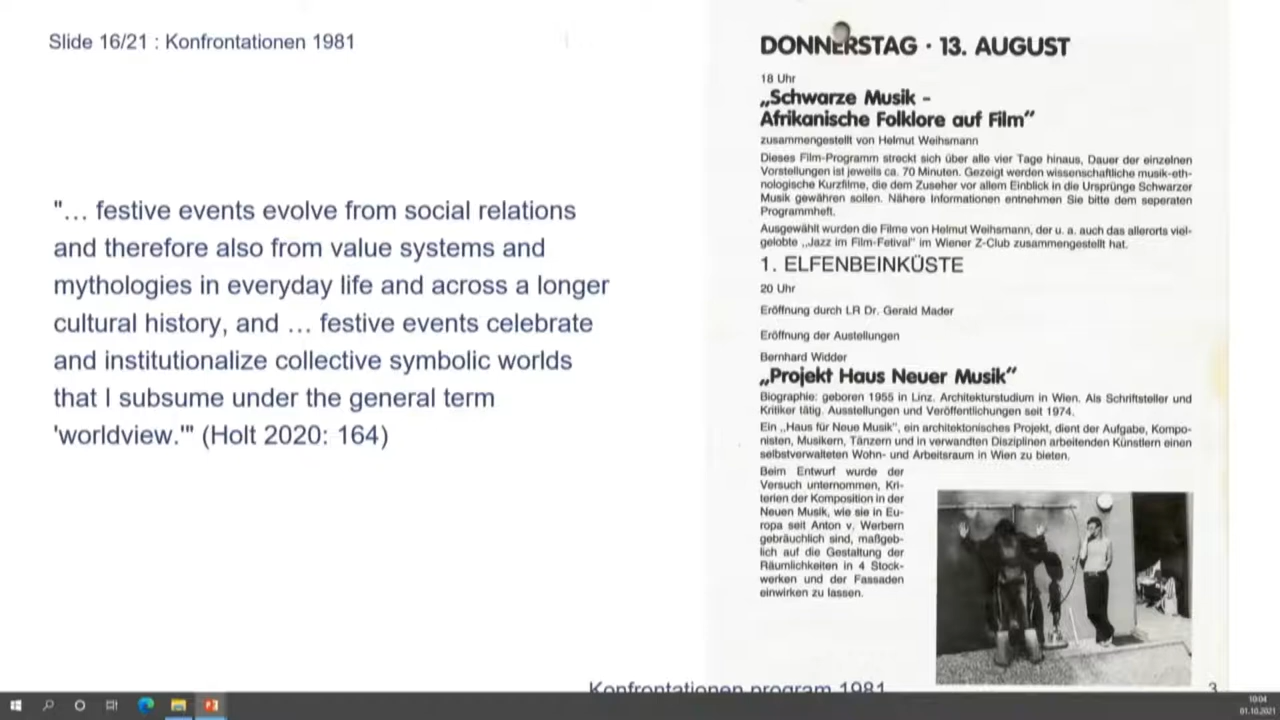 Slide 16/21 : Konfrontationen 1981
"... festive events evolve from social relations
and therefore also from value systems and
mythologies in everyday life and across a longer
cultural history, and ... festive events celebrate
and institutionalize collective symbolic worlds
that I subsume under the general term
'worldview.'" (Holt 2020: 164)
DONNERSTAG · 13. AUGUST
18 Uhr
„Schwarze Musik -
Afrikanische Folklore auf Film“
zusammengestellt von Helmut Weihsmann
Dieses Film-Programm streckt sich über alle vier Tage hinaus, Dauer der einzelnen
Vorstellungen ist jeweils ca. 70 Minuten. Gezeigt werden wissenschaftliche musik-eth-
nologische Kurzfilme, die dem Zuseher vor allem Einblick in die Ursprünge Schwarzer
Musik gewähren sollen. Nähere Informationen entnehmen Sie bitte dem seperaten
Programmheft.
Ausgewählt wurden die Filme von Helmut Weihsmann, der u. a. auch das allerorts viel-
gelobte „Jazz im Film-Fetival“ im Wiener Z-Club zusammengestellt hat.
1. ELFENBEINKÜSTE
20 Uhr
Eröffnung durch LR Dr. Gerald Mader
Eröffnung der Austellungen
Bernhard Widder
„Projekt Haus Neuer Musik“
Biographie: geboren 1955 in Linz. Architekturstudium in Wien. Als Schriftsteller und
Kritiker tätig. Ausstellungen und Veröffentlichungen seit 1974.
Ein „Haus für Neue Musik“, ein architektonisches Projekt, dient der Aufgabe, Kompo-
nisten, Musikern, Tänzern und in verwandten Disziplinen arbeitenden Künstlern einen
selbstverwalteten Wohn- und Arbeitsraum in Wien zu bieten.
Beim Entwurf wurde der
Versuch unternommen, Kri-
terien der Komposition in der
Neuen Musik, wie sie in Eu-
ropa seit Anton v. Werbern
gebräuchlich sind, maßgeb-
lich auf die Gestaltung der
Räumlichkeiten in 4 Stock-
werken und der Fassaden
einwirken zu lassen.
Konfrontationen program 1981
3
10:04
01.10.2021